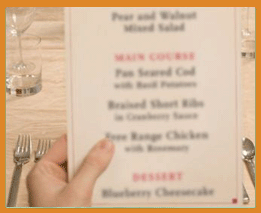 Pear and Walnut
Mixed Salad
MAIN COURSE
Pan Seared Cod
with Basil Potatoes
Braised Short Ribs
in Cranberry Sauce
Free Range Chicken
with Rosemary
DESSERT
Blueberry Cheesecake